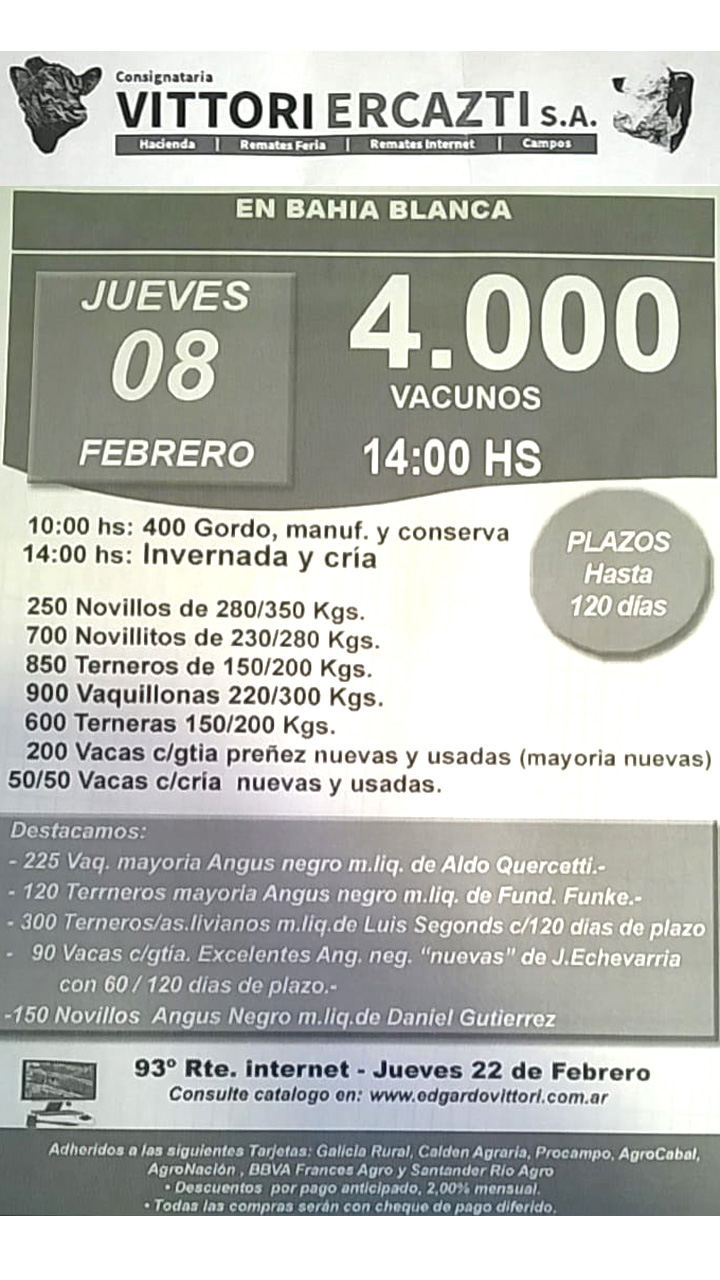 Consignataria
VITTORI ERCAZTI S.A.
Hacienda | Remates Feria | Remates Internet | Campos
EN BAHIA BLANCA
JUEVES
08
FEBRERO
4.000
VACUNOS
14:00 HS
10:00 hs: 400 Gordo, manuf. y conserva
14:00 hs: Invernada y cría
PLAZOS
Hasta
120 días
250 Novillos de 280/350 Kgs.
700 Novillitos de 230/280 Kgs.
850 Terneros de 150/200 Kgs.
900 Vaquillonas 220/300 Kgs.
600 Terneras 150/200 Kgs.
200 Vacas c/gtia preñez nuevas y usadas (mayoria nuevas)
50/50 Vacas c/cría nuevas y usadas.
Destacamos:
- 225 Vaq. mayoria Angus negro m.liq. de Aldo Quercetti.-
- 120 Terrneros mayoria Angus negro m.liq. de Fund. Funke.-
- 300 Terneros/as.livianos m.liq.de Luis Segonds c/120 dias de plazo
- 90 Vacas c/gtía. Excelentes Ang. neg. "nuevas" de J.Echevarria
con 60 / 120 dias de plazo.-
-150 Novillos Angus Negro m.liq.de Daniel Gutierrez
93º Rte. internet - Jueves 22 de Febrero
Consulte catalogo en: www.edgardovittori.com.ar
Adheridos a las siguientes Tarjetas: Galicia Rural, Calden Agraria, Procampo, AgroCabal,
AgroNación , BBVA Frances Agro y Santander Río Agro
• Descuentos por pago anticipado, 2,00% mensual.
• Todas las compras serán con cheque de pago diferido.